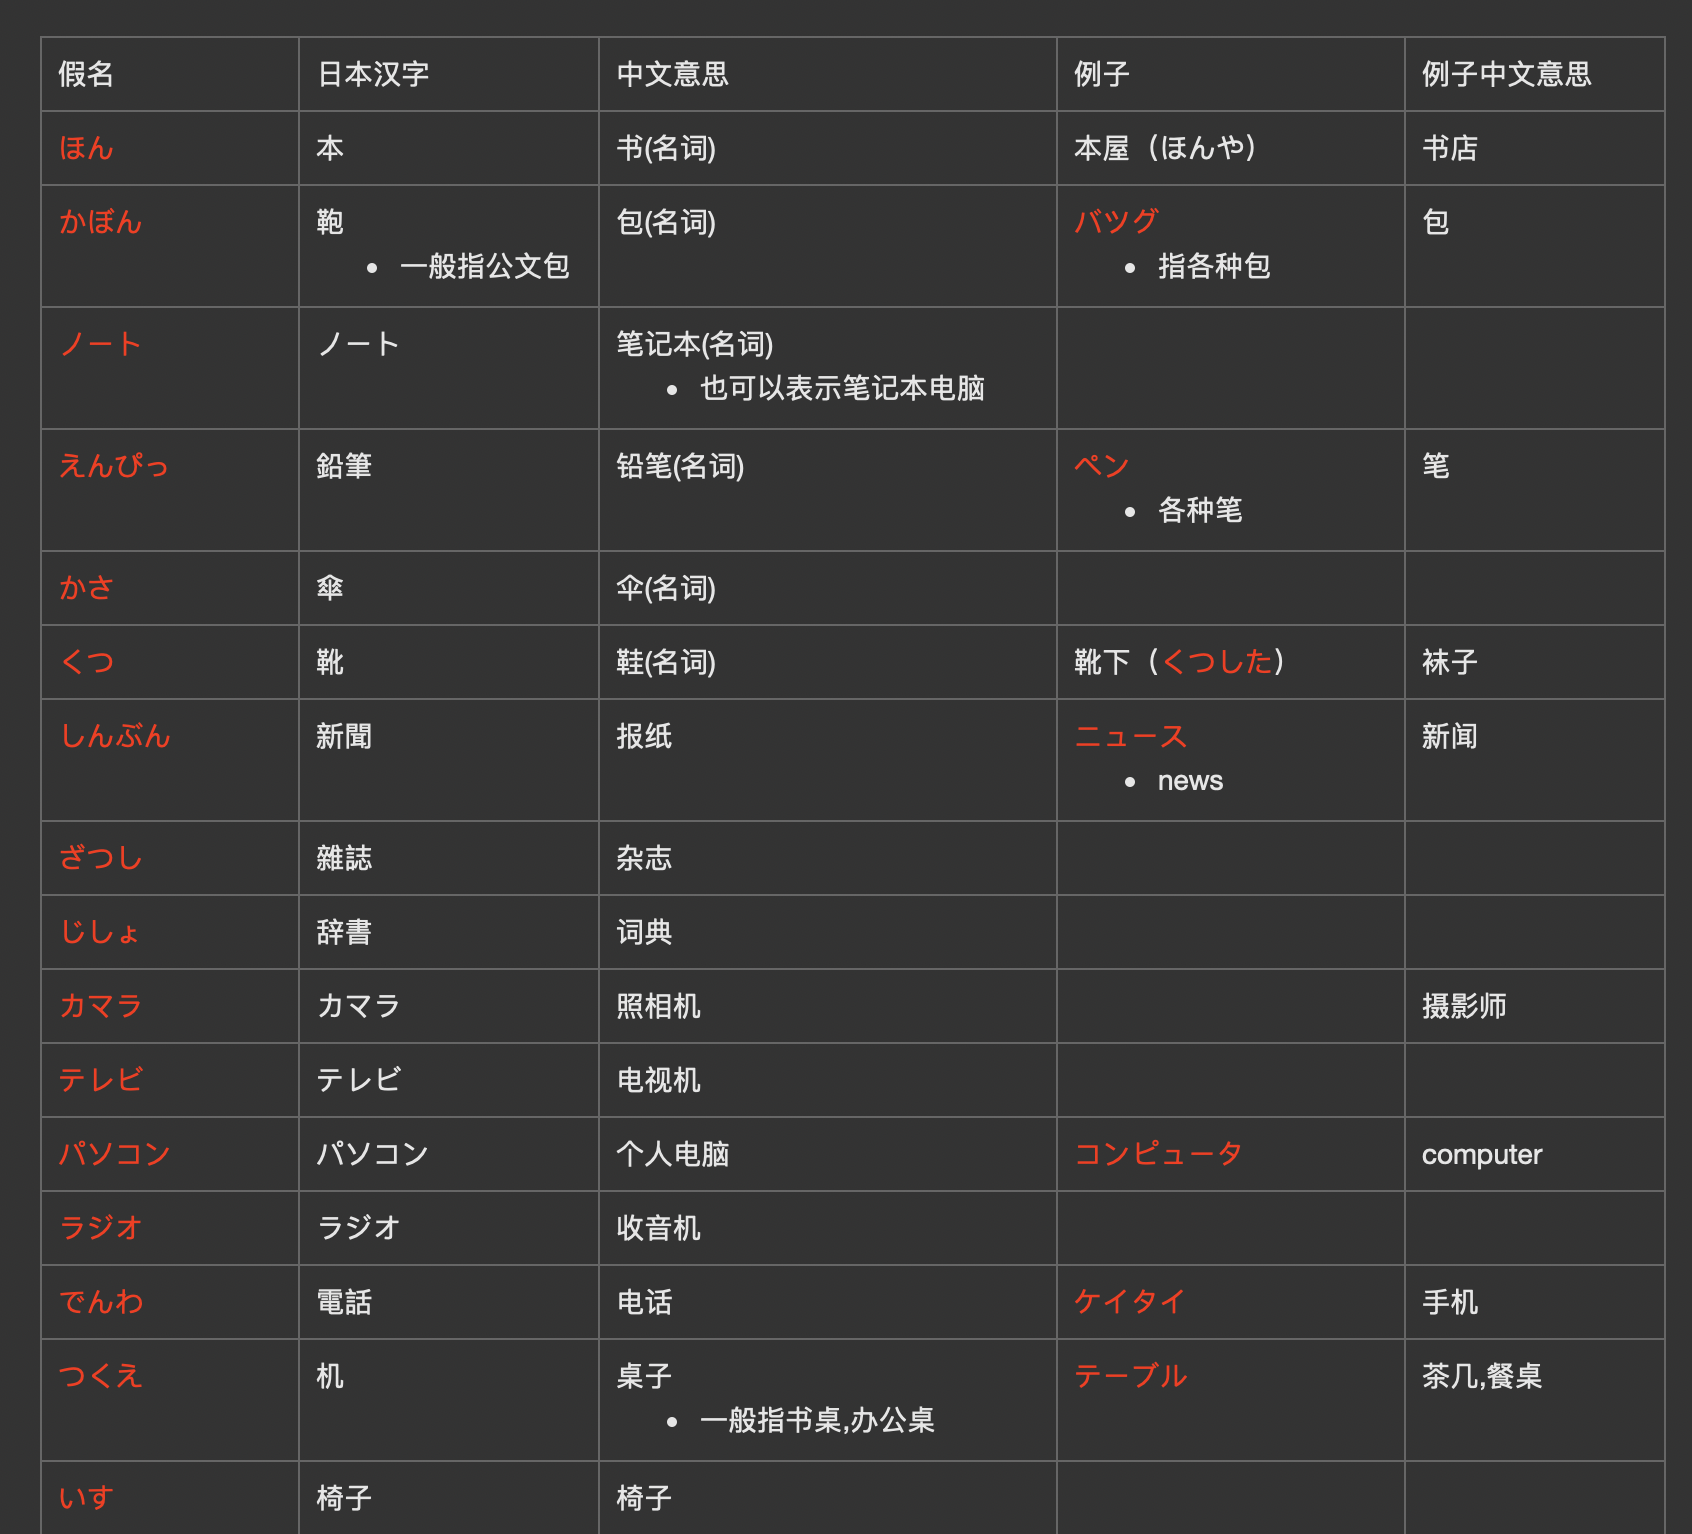 假名 日本汉字 中文意思 例子 例子中文意思
ほん 本 书(名词) 本屋（ほんや） 书店
かぼん 鞄 包(名词) バツグ 包
• 一般指公文包 • 指各种包
ノート ノート 笔记本(名词)
• 也可以表示笔记本电脑
えんぴっ 鉛筆 铅笔(名词) ペン 笔
• 各种笔
かさ 傘 伞(名词)
くつ 靴 鞋(名词) 靴下（くつした） 袜子
しんぶん 新聞 报纸 ニュース 新闻
• news
ざつし 雑誌 杂志
じしょ 辞書 词典
カマラ カマラ 照相机 摄影师
テレビ テレビ 电视机
パソコン パソコン 个人电脑 コンピュータ computer
ラジオ ラジオ 收音机
でんわ 電話 电话 ケイタイ 手机
つくえ 机 桌子 テーブル 茶几,餐桌
• 一般指书桌,办公桌
いす 椅子 椅子